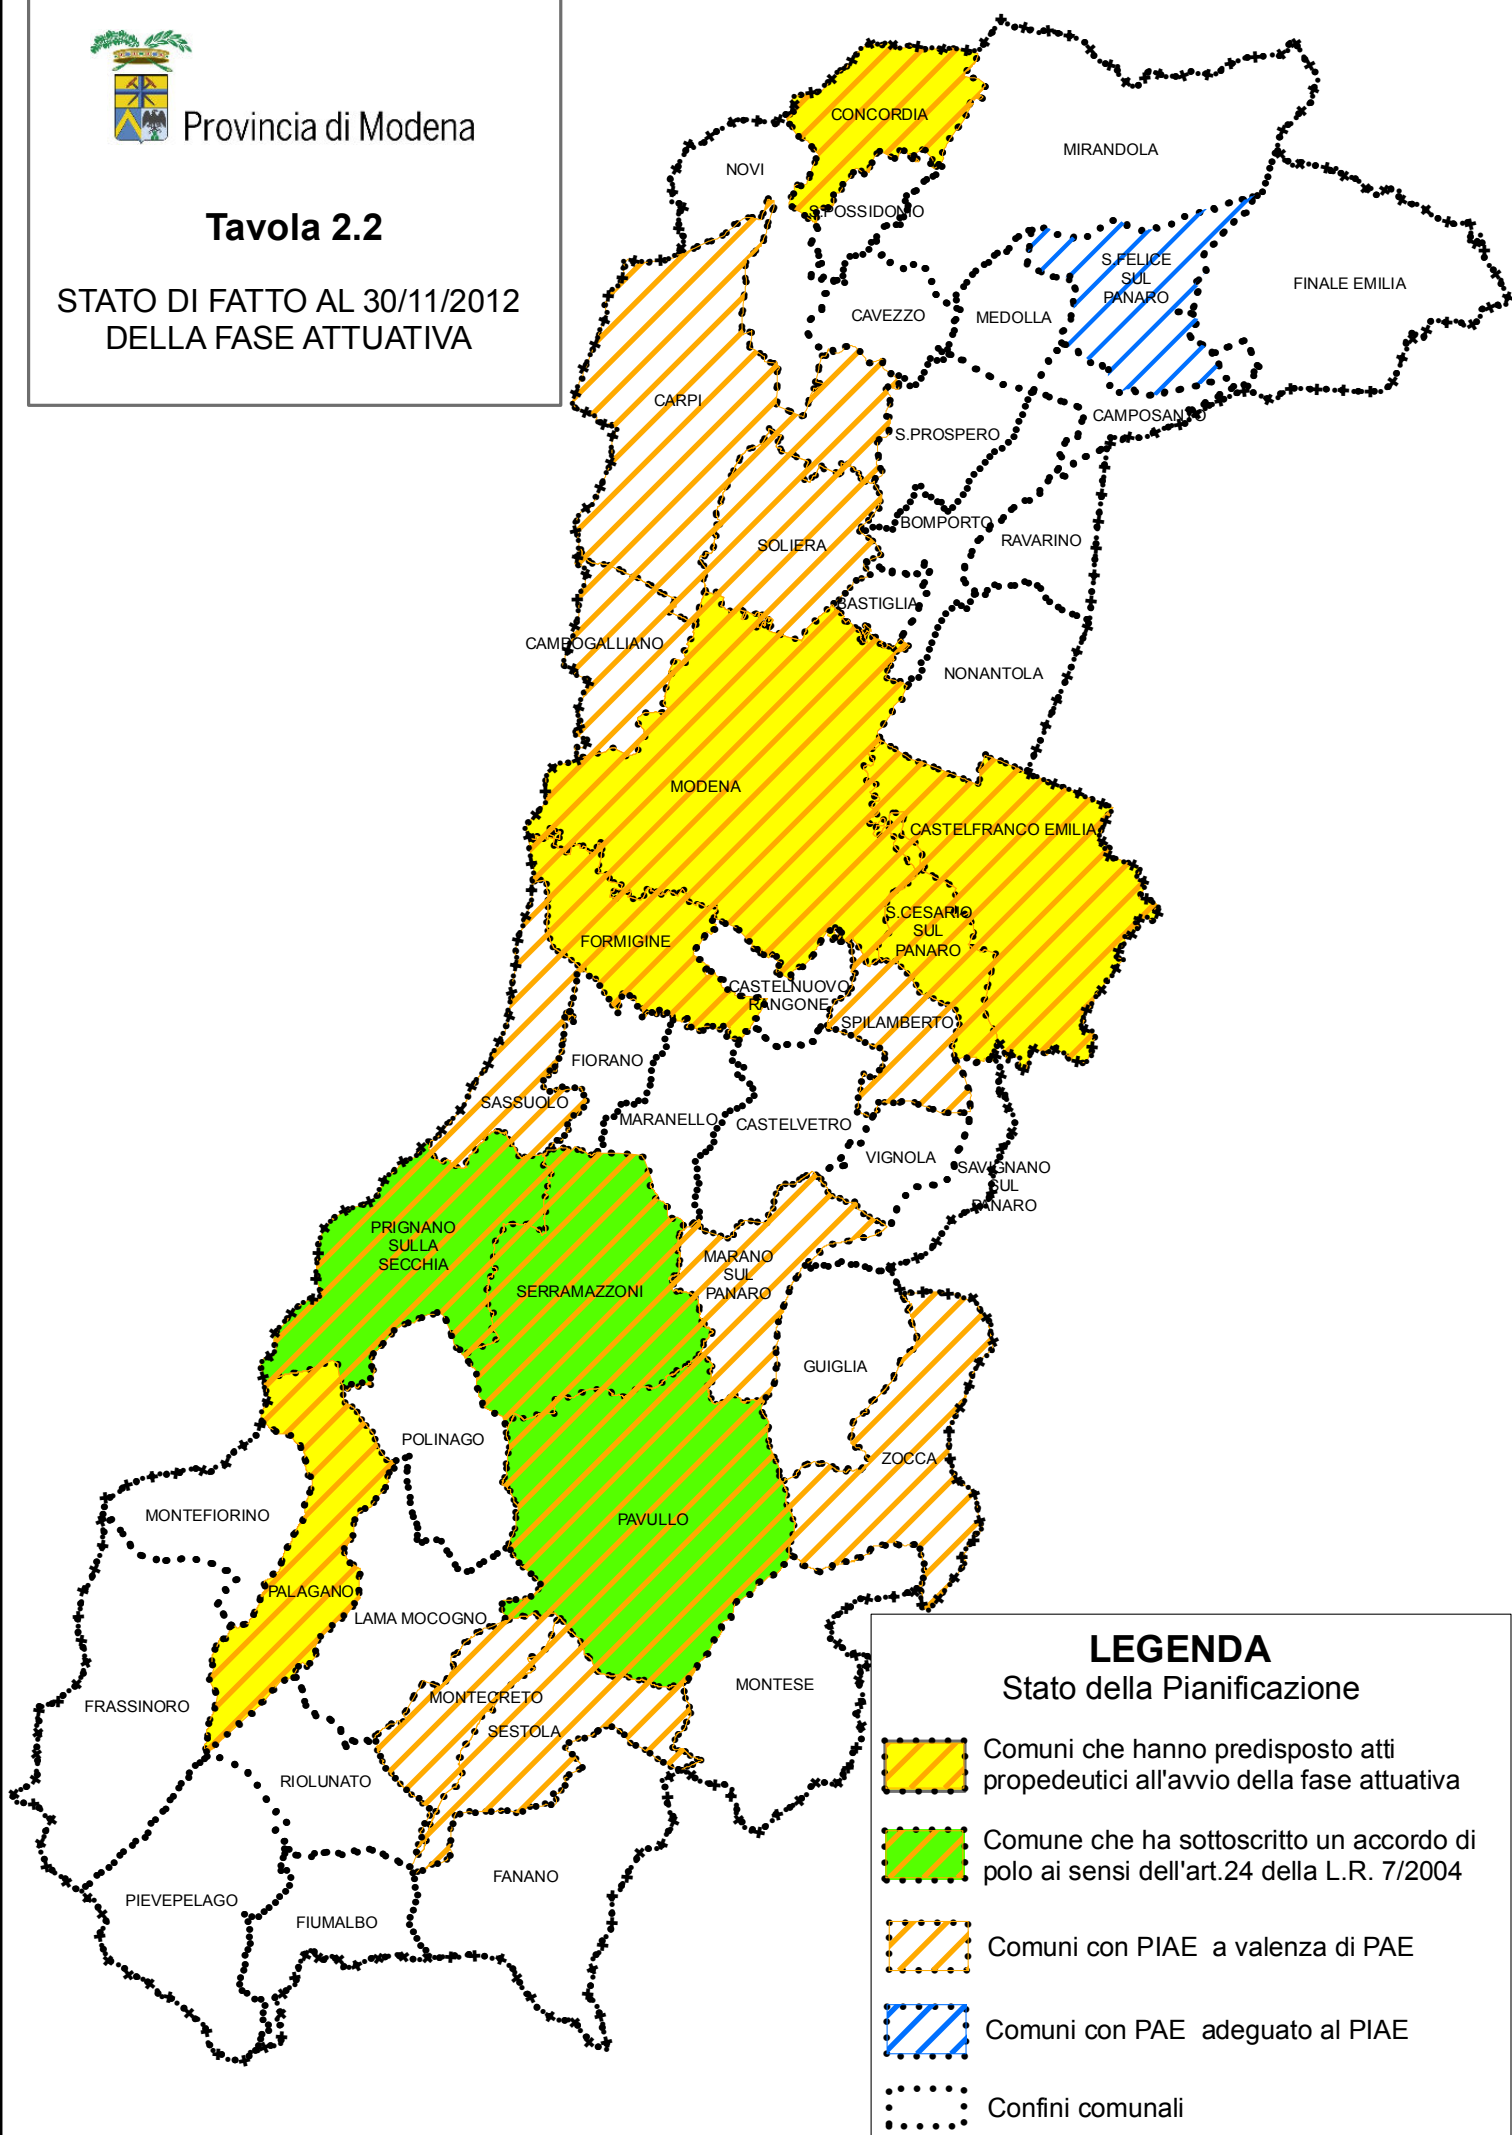 Provincia di Modena
Tavola 2.2
STATO DI FATTO AL 30/11/2012
DELLA FASE ATTUATIVA
CONCORDIA
MIRANDOLA
NOVI
S.POSSIDONIO
S.FELICE
SUL
PANARO
FINALE EMILIA
CAVEZZO
MEDOLLA
CARPI
CAMPOSANTO
S.PROSPERO
BOMPORTO
RAVARINO
SOLIERA
BASTIGLIA
CAMPOGALLIANO
NONANTOLA
MODENA
CASTELFRANCO EMILIA
S.CESARIO
SUL
PANARO
FORMIGINE
CASTELNUOVO
RANGONE
SPILAMBERTO
FIORANO
SASSUOLO
MARANELLO
CASTELVETRO
VIGNOLA
SAVIGNANO
SUL
PANARO
PRIGNANO
SULLA
SECCHIA
MARANO
SUL
PANARO
SERRAMAZZONI
GUIGLIA
POLINAGO
ZOCCA
MONTEFIORINO
PAVULLO
PALAGANO
LAMA MOCOGNO
MONTESE
MONTECRETO
FRASSINORO
SESTOLA
RIOLUNATO
FANANO
PIEVEPELAGO
FIUMALBO
LEGENDA
Stato della Pianificazione
Comuni che hanno predisposto atti
propedeutici all'avvio della fase attuativa
Comune che ha sottoscritto un accordo di
polo ai sensi dell'art.24 della L.R. 7/2004
Comuni con PIAE a valenza di PAE
Comuni con PAE adeguato al PIAE
Confini comunali